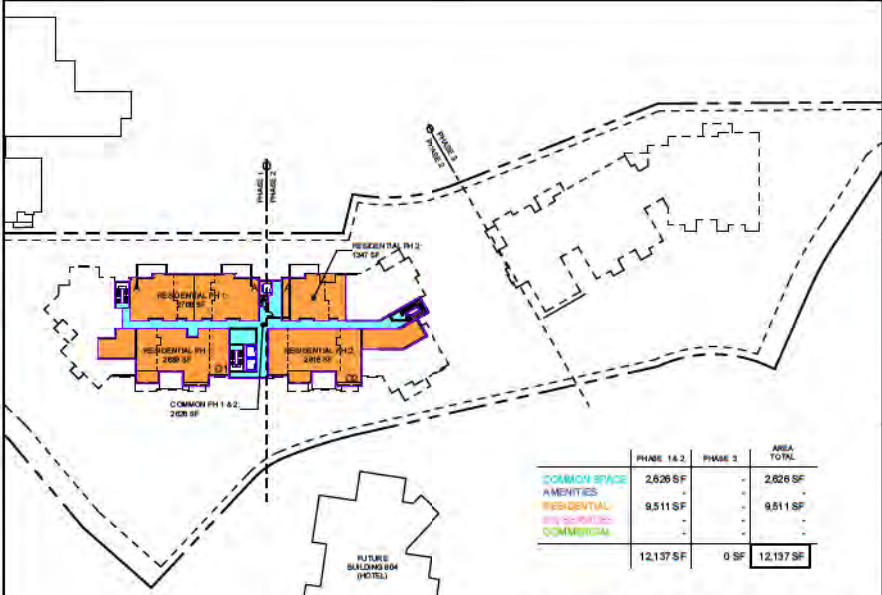 PHASE 3
PHASE 2
PHASE 1
PHASE 2
RESIDENTIAL PH 2
1347 SF
A
A
A
RESIDENTIAL PH 1
RESIDENTIAL PH
RESIDENTIAL PH 2
01
COMMON PH 1 & 2
2626 SF
PHASE 1 & 2
PHASE 3
AREA
TOTAL
COMMON SPACE 2,626 SF - 2,626 SF
AMENITIES - - -
RESIDENTIAL 9,511 SF - 9,511 SF
- - -
COMMERCIAL - - -
12,137 SF 0 SF 12,137 SF
FUTURE
BUILDING 804
(HOTEL)